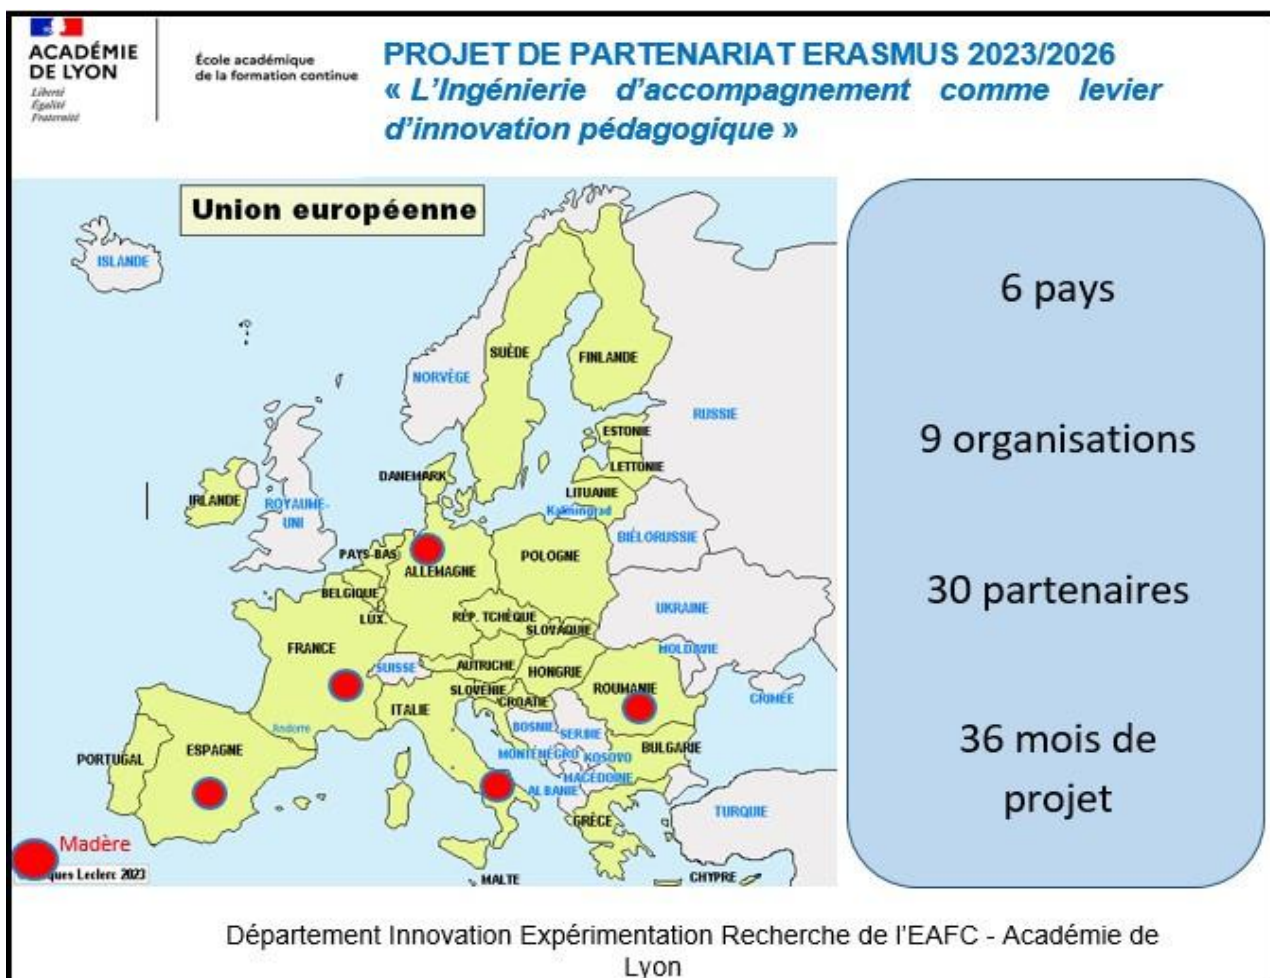 ACADÉMIE
DE LYON
Liberté
Égalité
Fraternité
École académique
de la formation continue
PROJET DE PARTENARIAT ERASMUS 2023/2026
« L’Ingénierie d’accompagnement comme levier
d’innovation pédagogique »
Union européenne
ISLANDE
SUÈDE
FINLANDE
NORVÈGE
RUSSIE
ESTONIE
LETTONIE
DANEMARK
LITUANIE
Kaliningrad
IRLANDE
ROYAUME-
UNI
BIÉLORUSSIE
PAYS-BAS
POLOGNE
ALLEMAGNE
BELGIQUE
LUX.
RÉP. TCHÈQUE
UKRAINE
SLOVAQUIE
FRANCE
MOLDAVIE
SUISSE
AUTRICHE
HONGRIE
SLOVÉNIE
ROUMANIE
CROATIE
CRIMÉE
ITALIE
Andorre
BOSNIE
SERBIE
ESPAGNE
MONTÉNÉGRO
KOSOVO
BULGARIE
PORTUGAL
MACÉDOINE
ALBANIE
TURQUIE
GRÈCE
Madère
ques Leclerc 2023
MALTE
CHYPRE
6 pays
9 organisations
30 partenaires
36 mois de
projet
Département Innovation Expérimentation Recherche de l’EAFC - Académie de
Lyon